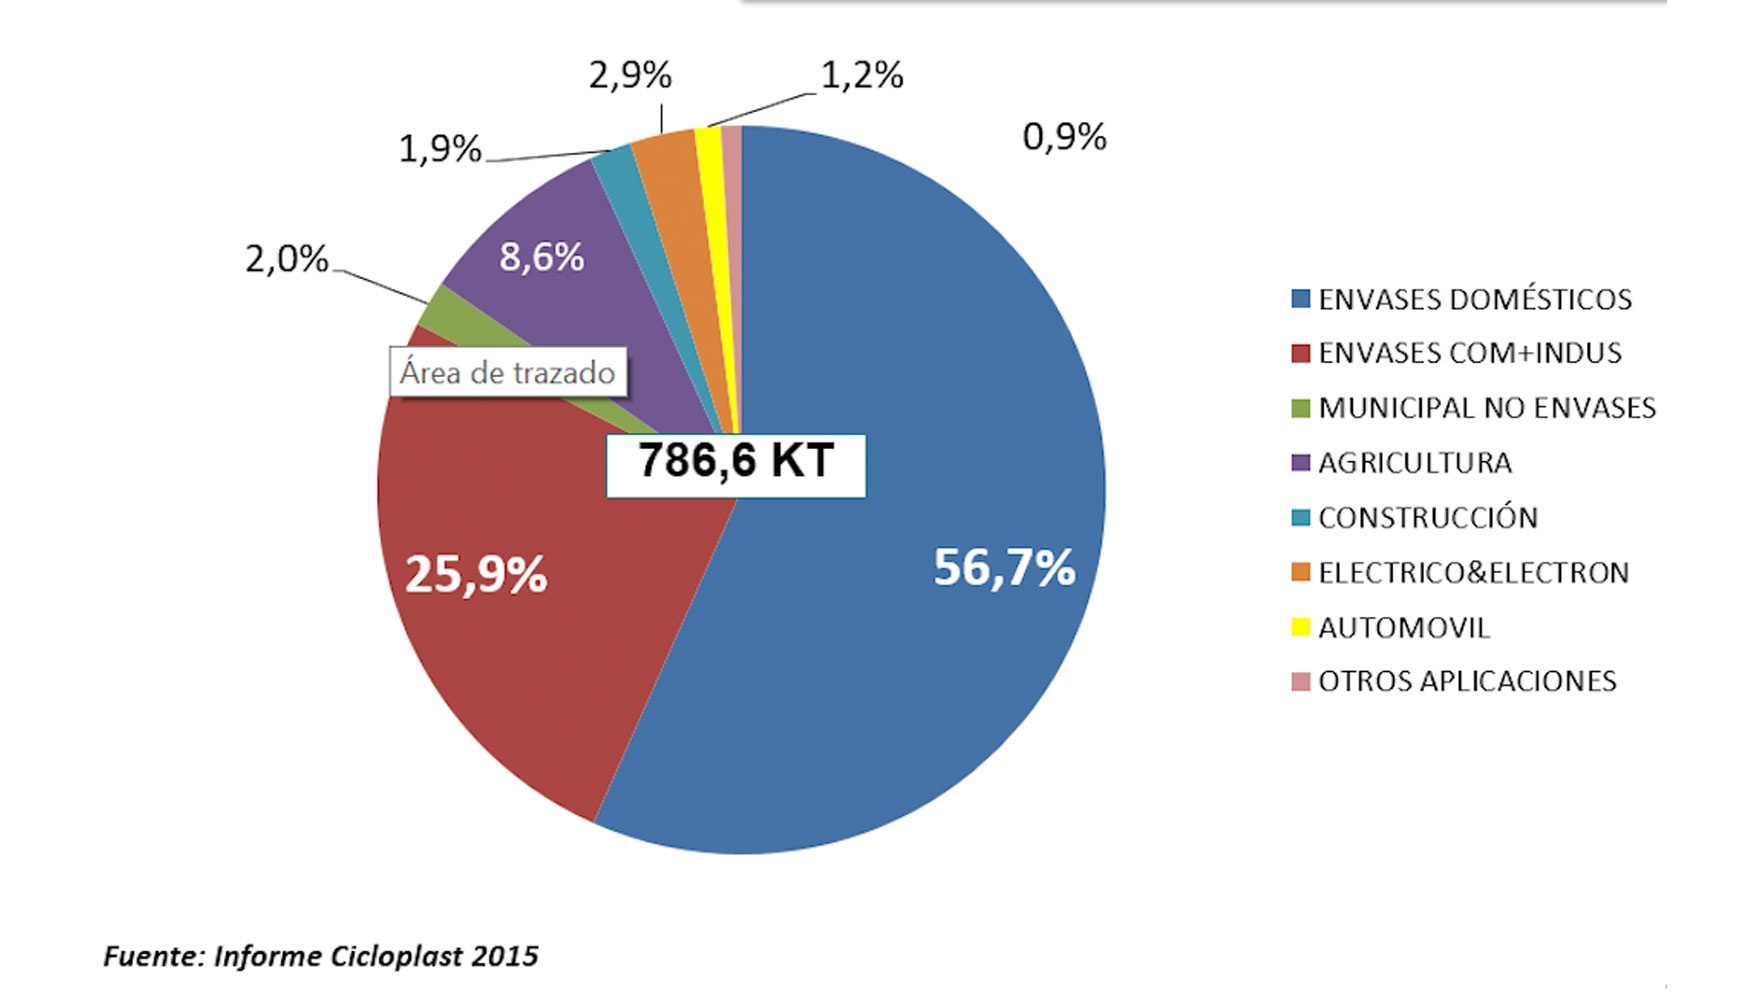 2,9%
1,2%
0,9%
1,9%
2,0%
8,6%
Área de trazado
786,6 KT
25,9%
56,7%
ENVASES DOMÉSTICOS
ENVASES COM+INDUS
MUNICIPAL NO ENVASES
AGRICULTURA
CONSTRUCCIÓN
ELECTRICO&ELECTRON
AUTOMOVIL
OTROS APLICACIONES
Fuente: Informe Cicloplast 2015